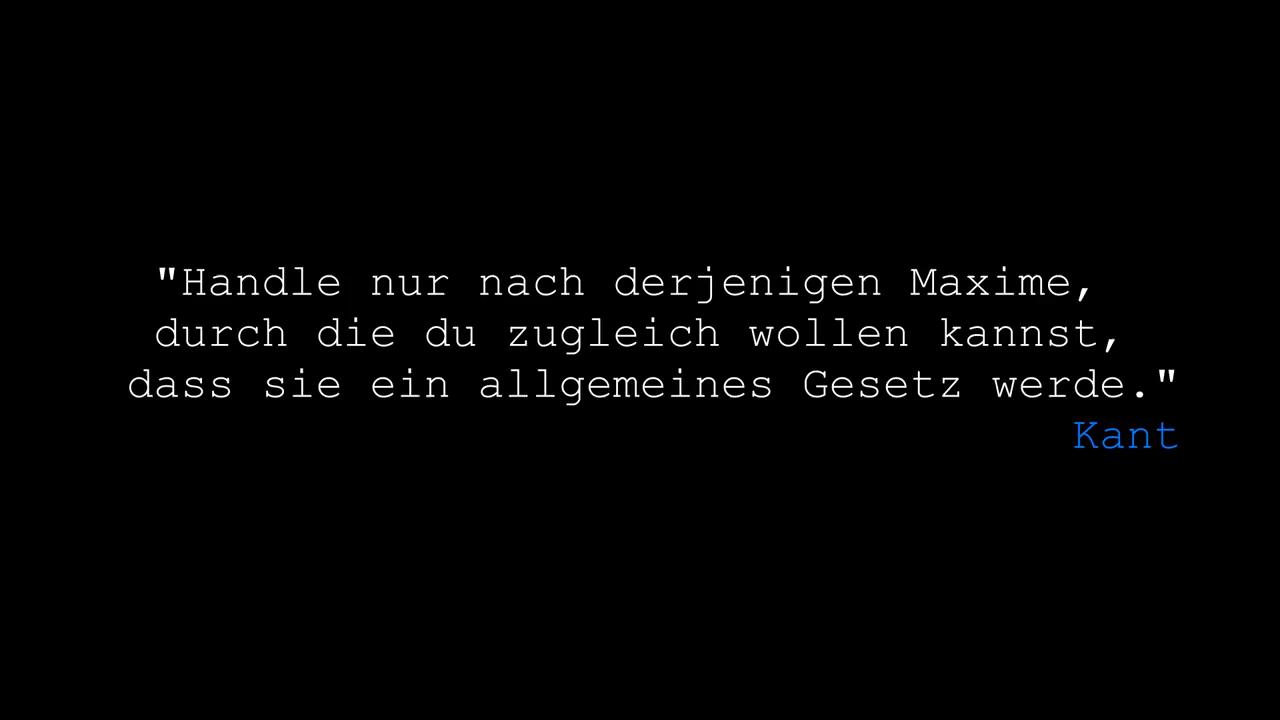 "Handle nur nach derjenigen Maxime,
durch die du zugleich wollen kannst,
dass sie ein allgemeines Gesetz werde."
Kant